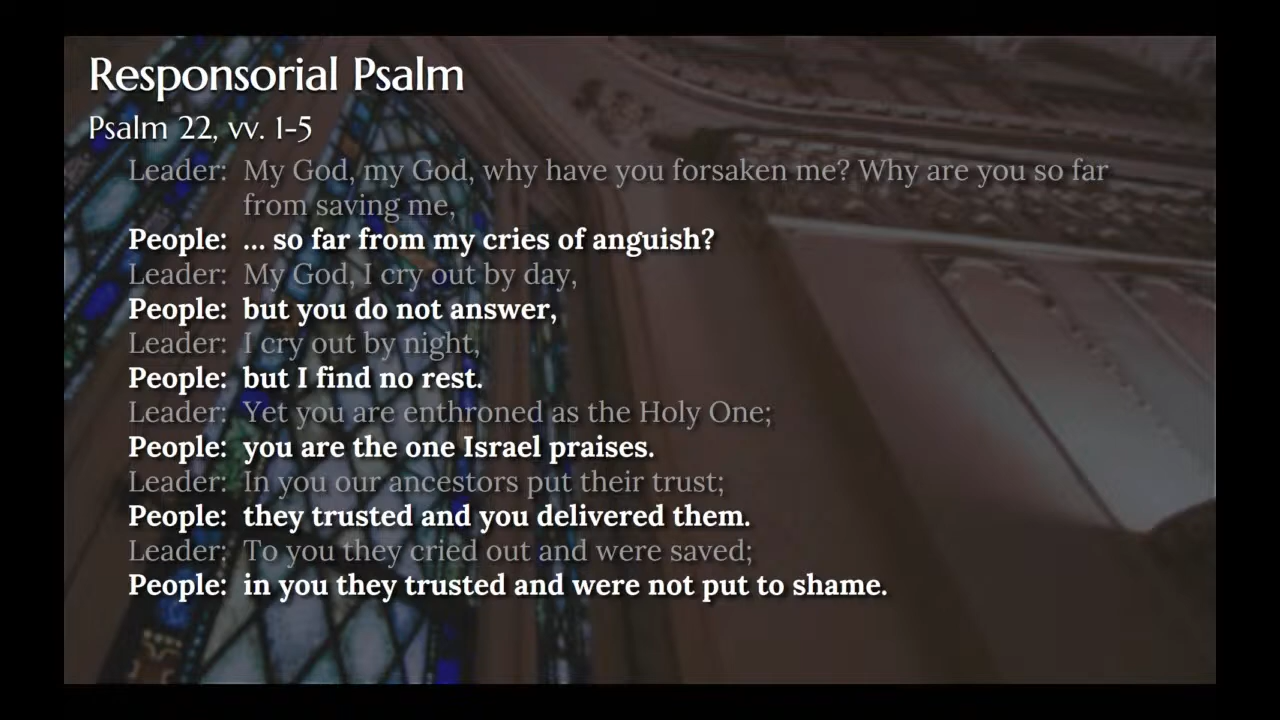 Responsorial Psalm
Psalm 22, vv. 1-5
Leader: My God, my God, why have you forsaken me? Why are you so far
from saving me,
People: ... so far from my cries of anguish?
Leader: My God, I cry out by day,
People: but you do not answer,
Leader: I cry out by night,
People: but I find no rest.
Leader: Yet you are enthroned as the Holy One;
People: you are the one Israel praises.
Leader: In you our ancestors put their trust;
People: they trusted and you delivered them.
Leader: To you they cried out and were saved;
People: in you they trusted and were not put to shame.